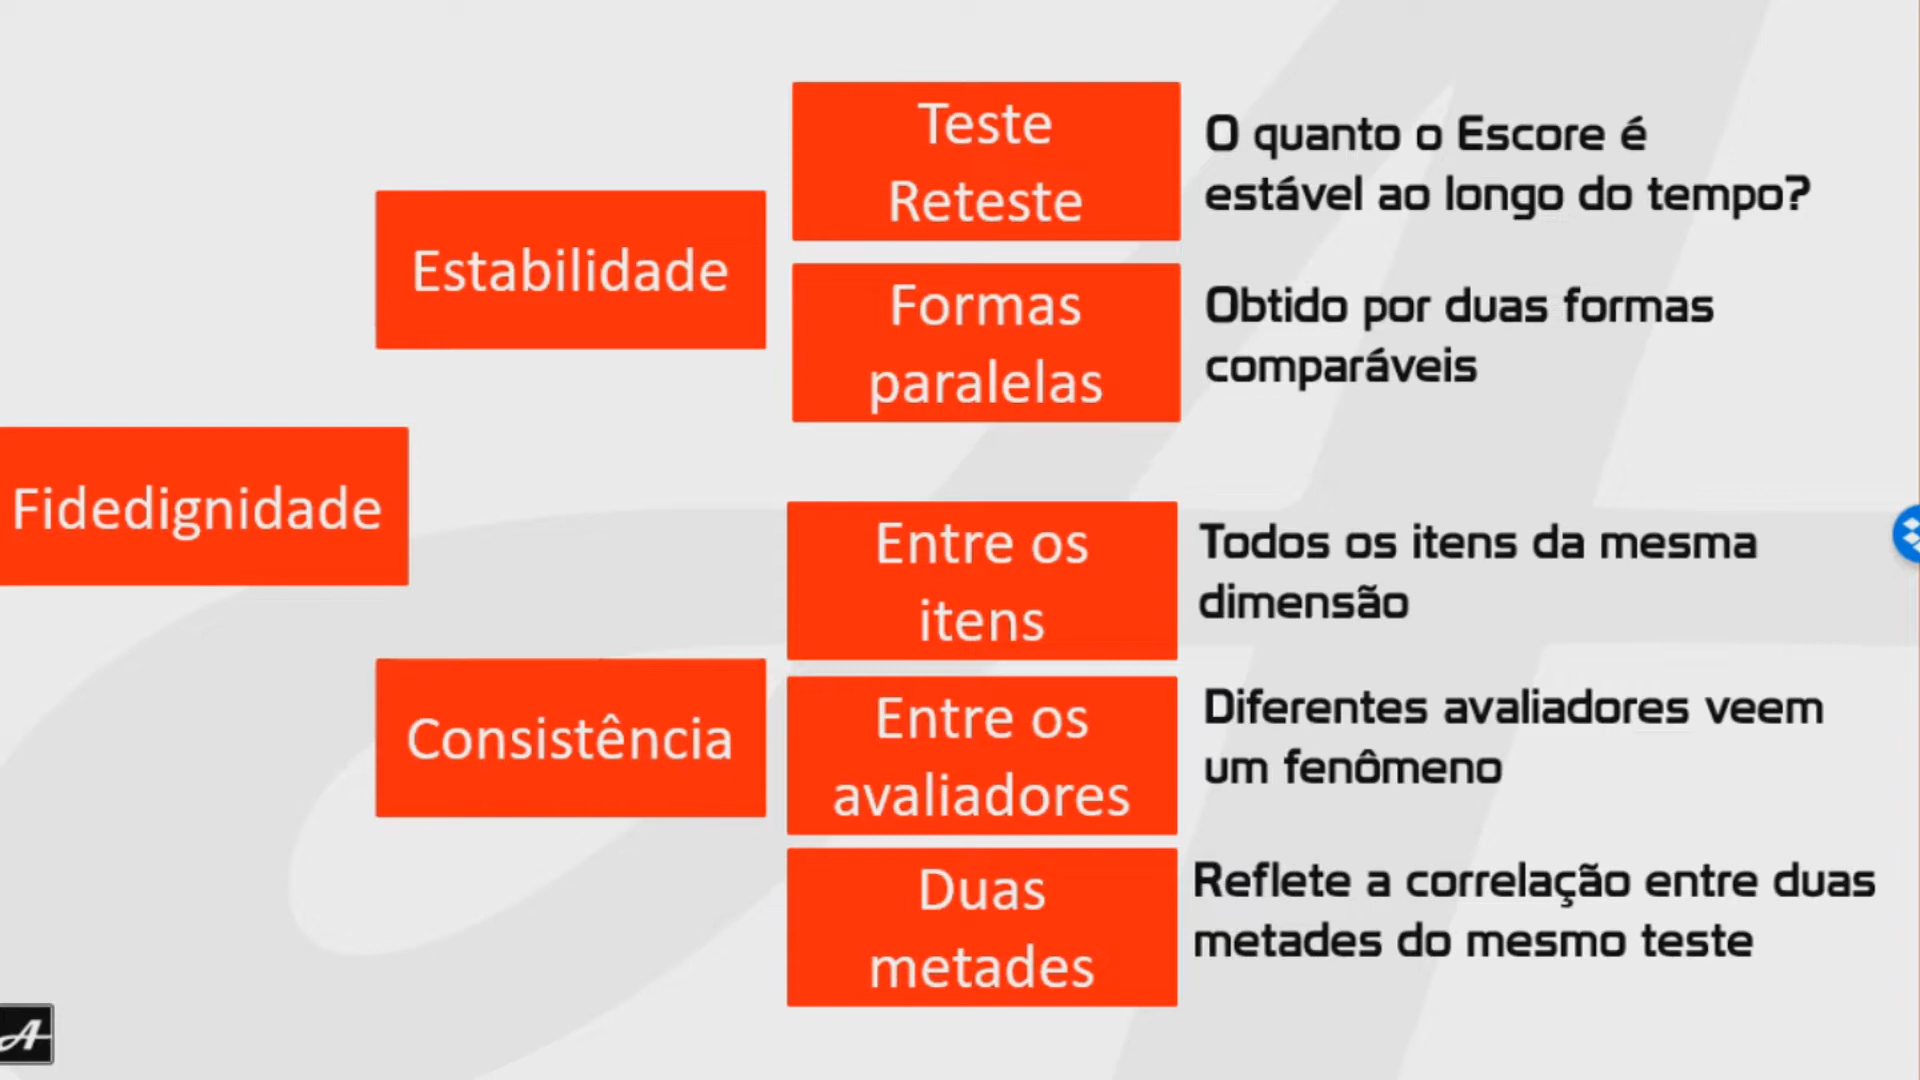 Teste
Reteste
O quanto o Escore é
estável ao longo do tempo?
Estabilidade
Formas
paralelas
Obtido por duas formas
comparáveis
Fidedignidade
Entre os
itens
Todos os itens da mesma
dimensão
Consistência
Entre os
avaliadores
Diferentes avaliadores veem
um fenômeno
Duas
metades
Reflete a correlação entre duas
metades do mesmo teste
A